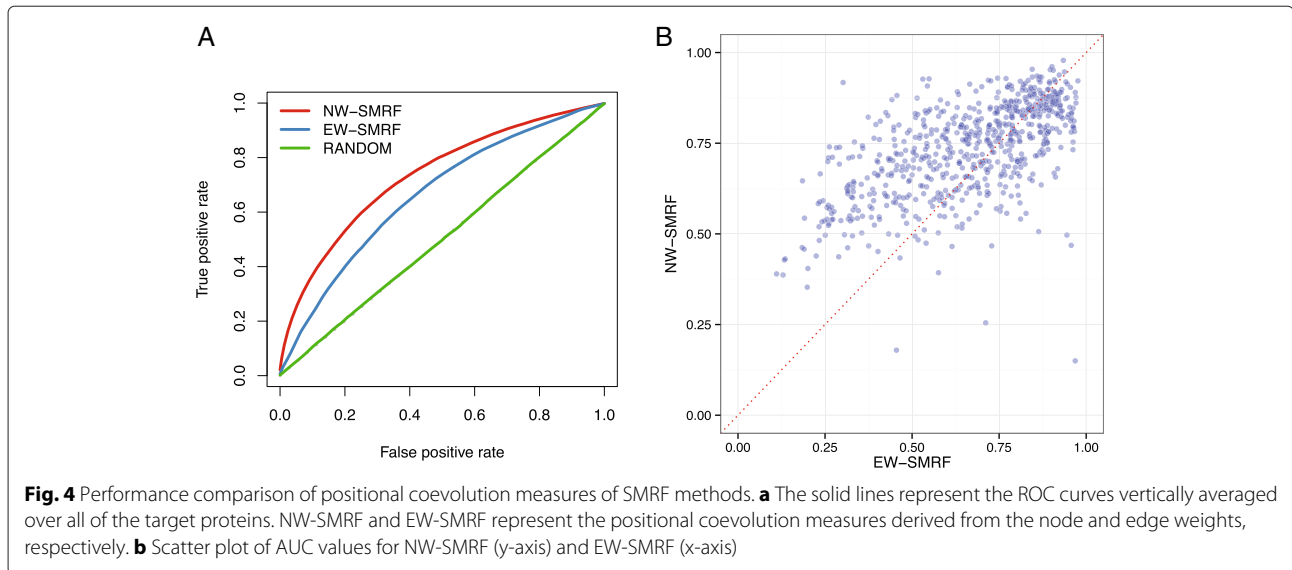 A
NW−SMRF
EW−SMRF
RANDOM
True positive rate
1.0
0.8
0.6
0.4
0.2
0.0
0.0 0.2 0.4 0.6 0.8 1.0
False positive rate
B
NW−SMRF
1.00
0.75
0.50
0.25
0.00
0.00 0.25 0.50 0.75 1.00
EW−SMRF
Fig. 4 Performance comparison of positional coevolution measures of SMRF methods. a The solid lines represent the ROC curves vertically averaged
over all of the target proteins. NW-SMRF and EW-SMRF represent the positional coevolution measures derived from the node and edge weights,
respectively. b Scatter plot of AUC values for NW-SMRF (y-axis) and EW-SMRF (x-axis)